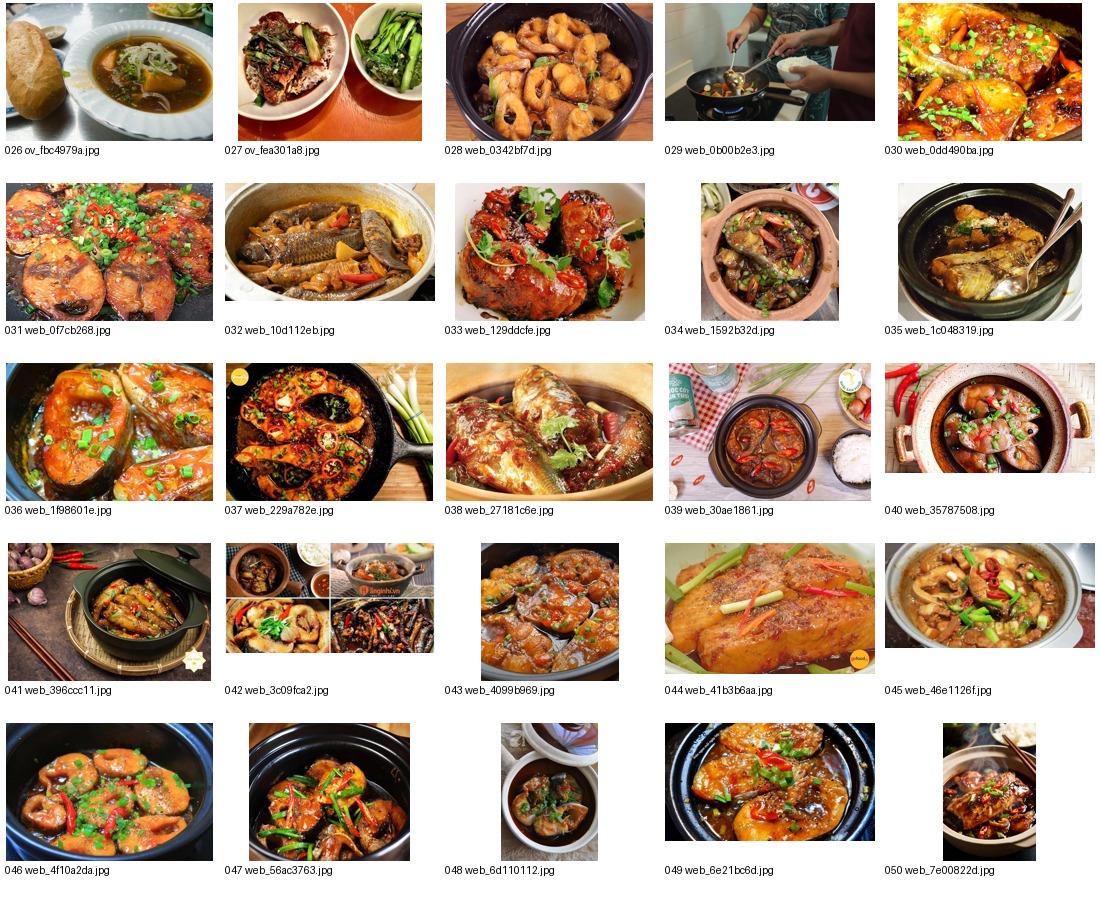 026 ov_fbc4979a.jpg
027 ov_fea301a8.jpg
028 web_0342bf7d.jpg
029 web_0b00b2e3.jpg
030 web_0dd490ba.jpg
031 web_0f7cb268.jpg
032 web_10d112eb.jpg
033 web_129ddcfe.jpg
034 web_1592b32d.jpg
035 web_1c048319.jpg
036 web_1f98601e.jpg
037 web_229a782e.jpg
038 web_27181c6e.jpg
039 web_30ae1861.jpg
040 web_35787508.jpg
041 web_396ccc11.jpg
042 web_3c09fca2.jpg
043 web_4099b969.jpg
044 web_41b3b6aa.jpg
045 web_46e1126f.jpg
046 web_4f10a2da.jpg
047 web_56ac3763.jpg
048 web_6d110112.jpg
049 web_6e21bc6d.jpg
050 web_7e00822d.jpg